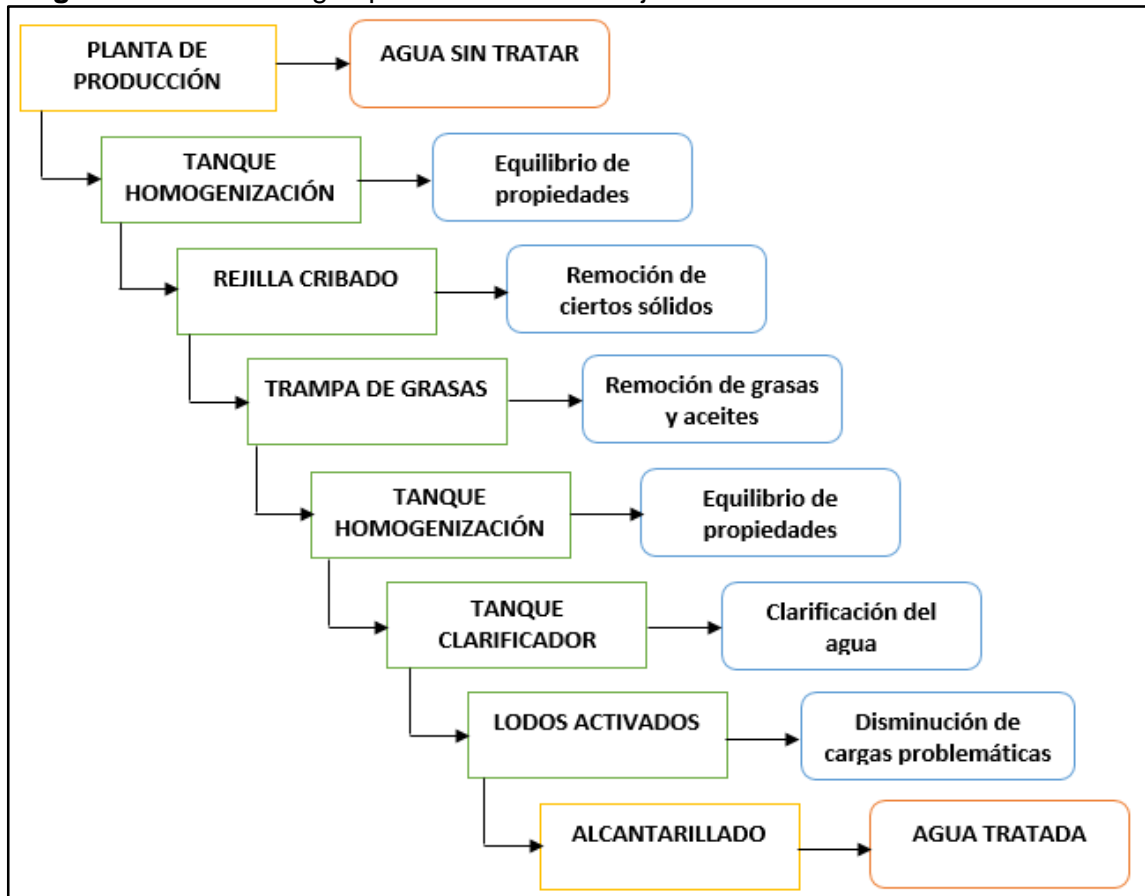 PLANTA DE
PRODUCCIÓN
AGUA SIN TRATAR
TANQUE
HOMOGENIZACIÓN
Equilibrio de
propiedades
REJILLA CRIBADO
Remoción de
ciertos sólidos
TRAMPA DE GRASAS
Remoción de grasas
y aceites
TANQUE
HOMOGENIZACIÓN
Equilibrio de
propiedades
TANQUE
CLARIFICADOR
Clarificación del
agua
LODOS ACTIVADOS
Disminución de
cargas problemáticas
ALCANTARILLADO
AGUA TRATADA